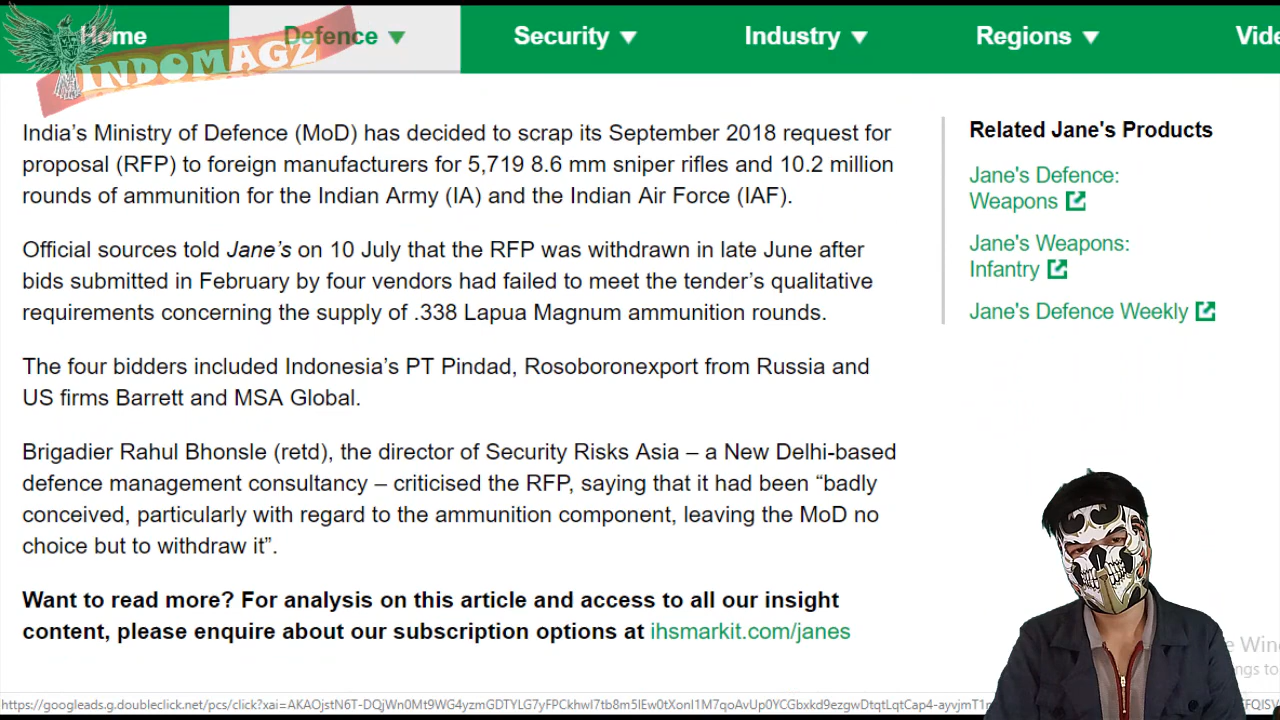 Home
Defence
Security
Industry
Regions
INDOMAGZ
India’s Ministry of Defence (MoD) has decided to scrap its September 2018 request for
proposal (RFP) to foreign manufacturers for 5,719 8.6 mm sniper rifles and 10.2 million
rounds of ammunition for the Indian Army (IA) and the Indian Air Force (IAF).
Official sources told Jane’s on 10 July that the RFP was withdrawn in late June after
bids submitted in February by four vendors had failed to meet the tender’s qualitative
requirements concerning the supply of .338 Lapua Magnum ammunition rounds.
The four bidders included Indonesia’s PT Pindad, Rosoboronexport from Russia and
US firms Barrett and MSA Global.
Brigadier Rahul Bhonsle (retd), the director of Security Risks Asia – a New Delhi-based
defence management consultancy – criticised the RFP, saying that it had been “badly
conceived, particularly with regard to the ammunition component, leaving the MoD no
choice but to withdraw it”.
Want to read more? For analysis on this article and access to all our insight
content, please enquire about our subscription options at ihsmarkit.com/janes
Related Jane's Products
Jane's Defence:
Weapons
Jane's Weapons:
Infantry
Jane's Defence Weekly